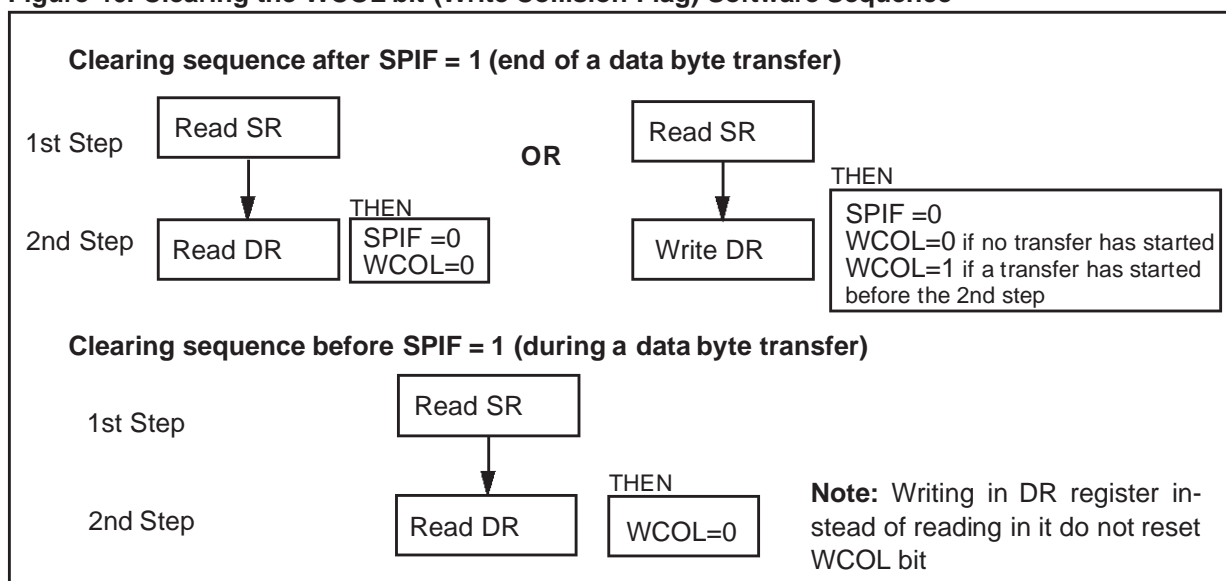 Clearing sequence after SPIF = 1 (end of a data byte transfer)
1st Step
Read SR
OR
Read SR
THEN
THEN
2nd Step
Read DR
SPIF =0
WCOL=0
Write DR
SPIF =0
WCOL=0 if no transfer has started
WCOL=1 if a transfer has started
before the 2nd step
Clearing sequence before SPIF = 1 (during a data byte transfer)
1st Step
Read SR
2nd Step
Read DR
THEN
WCOL=0
Note: Writing in DR register in-
stead of reading in it do not reset
WCOL bit